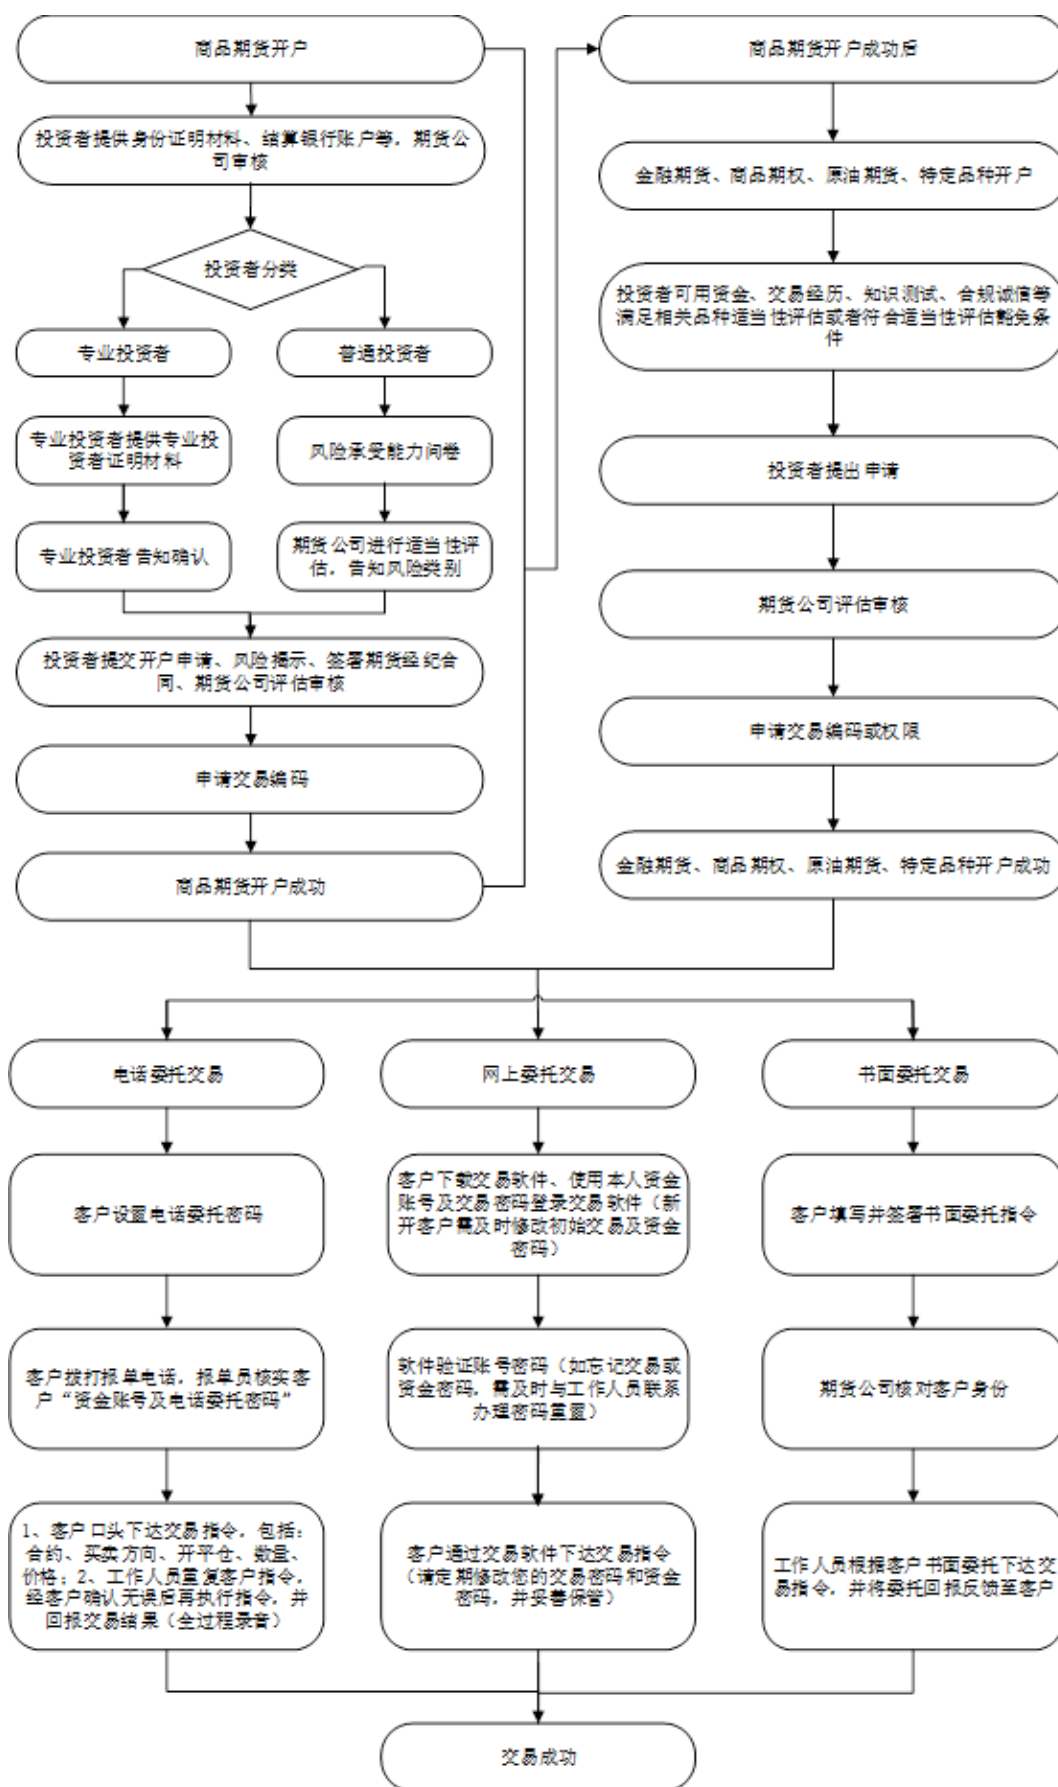 商品期货开户
投资者提供身份证明材料、结算银行账户等，期货公
司审核
投资者分类
专业投资者
普通投资者
专业投资者提供专业投
资者证明材料
风险承受能力问卷
专业投资者告知确认
期货公司进行适当性评
估，告知风险类别
投资者提交开户申请、风险揭示、签署期货经纪合
同、期货公司评估审核
申请交易编码
商品期货开户成功
商品期货开户成功后
金融期货、商品期权、原油期货、特定品种开户
投资者可用资金、交易经历、知识测试、合规诚信等
满足相关品种适当性评估或者符合适当性评估豁免条
件
投资者提出申请
期货公司评估审核
申请交易编码或权限
金融期货、商品期权、原油期货、特定品种开户成功
电话委托交易
客户设置电话委托密码
客户拨打报单电话，报单员核实客
户“资金账号及电话委托密码”
1、客户口头下达交易指令，包括：
合约、买卖方向、开平仓、数量、
价格；2、工作人员重复客户指令，
经客户确认无误后再执行指令，并
回报交易结果（全过程录音）
网上委托交易
客户下载交易软件、使用本人资金
账号及交易密码登录交易软件（新
开客户需及时修改初始交易及资金
密码）
软件验证账号密码（如忘记交易或
资金密码，需及时与工作人员联系
办理密码重置）
客户通过交易软件下达交易指令
（请定期修改您的交易密码和资金
密码，并妥善保管）
书面委托交易
客户填写并签署书面委托指令
期货公司核对客户身份
工作人员根据客户书面委托下达交
易指令，并将委托回报反馈至客户
交易成功